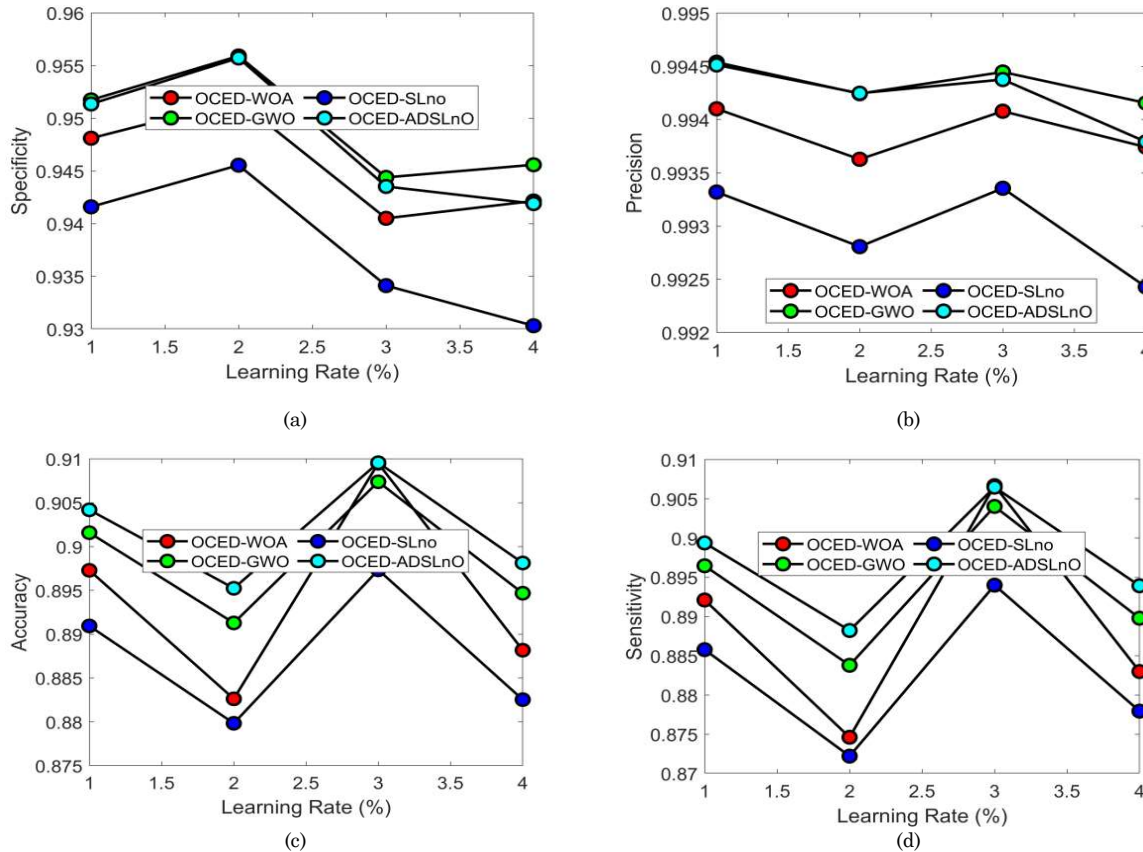 0.96
0.955
0.95
0.945
0.94
0.935
0.93
Specificity
OCED-WOA
OCED-SLno
OCED-GWO
OCED-ADSLnO
1 1.5 2 2.5 3 3.5 4
Learning Rate (%)
(a)
0.995
0.9945
0.994
0.9935
0.993
0.9925
0.992
Precision
OCED-WOA
OCED-SLno
OCED-GWO
OCED-ADSLnO
1 1.5 2 2.5 3 3.5 4
Learning Rate (%)
(b)
0.91
0.905
0.9
0.895
0.89
0.885
0.88
0.875
Accuracy
OCED-WOA
OCED-SLno
OCED-GWO
OCED-ADSLnO
1 1.5 2 2.5 3 3.5 4
Learning Rate (%)
(c)
0.91
0.905
0.9
0.895
0.89
0.885
0.88
0.875
0.87
Sensitivity
OCED-WOA
OCED-SLno
OCED-GWO
OCED-ADSLnO
1 1.5 2 2.5 3 3.5 4
Learning Rate (%)
(d)